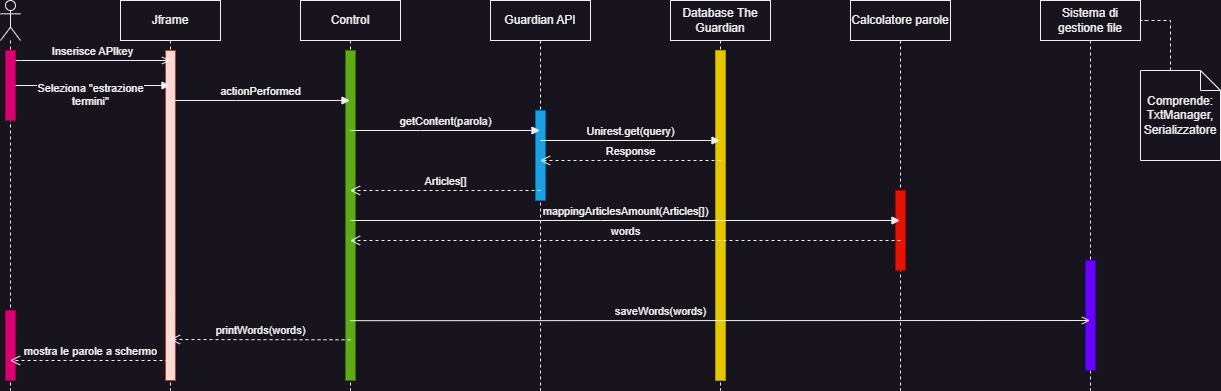 Jframe
Control
Guardian API
Database The
Guardian
Calcolatore parole
Sistema di
gestione file
Inserisce APIkey
Seleziona "estrazione
termini"
actionPerformed
Comprende:
TxtManager,
Serializzatore
getContent(parola)
Unirest.get(query)
Response
Articles[]
mappingArticlesAmount(Articles[])
words
saveWords(words)
printWords(words)
mostra le parole a schermo